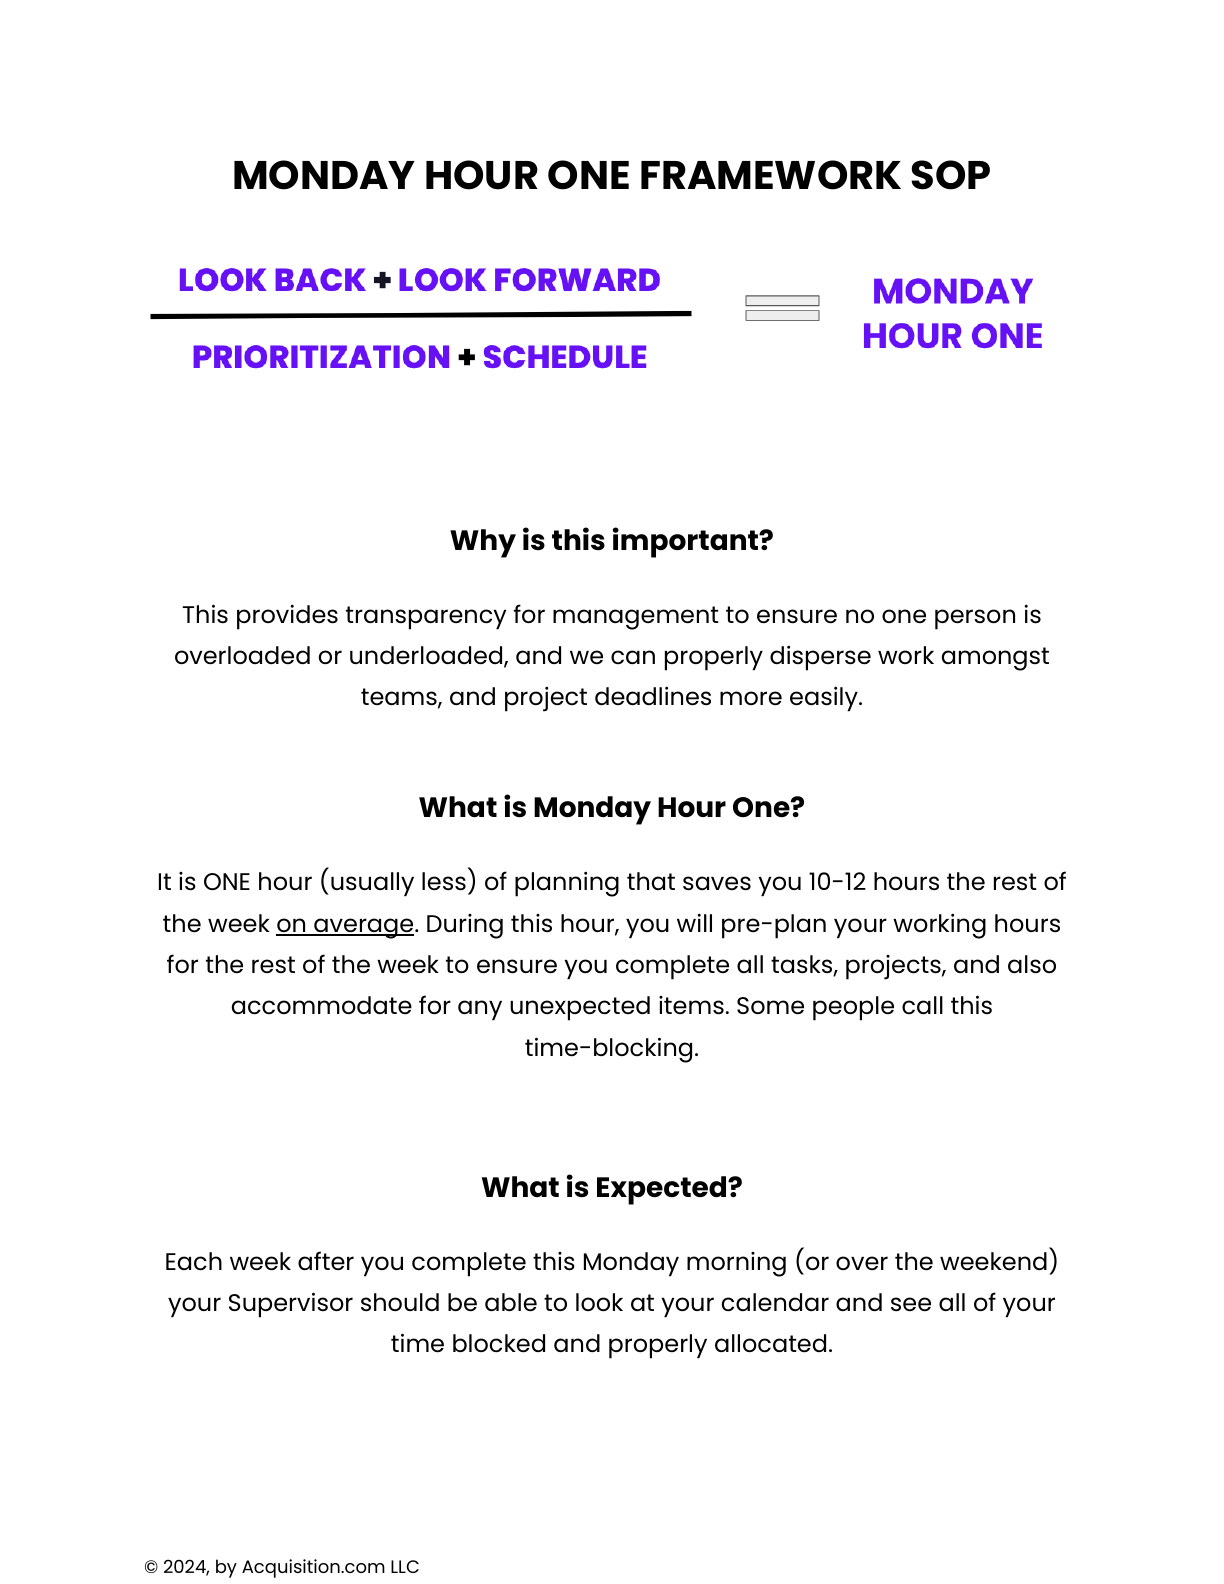 MONDAY HOUR ONE FRAMEWORK SOP
LOOK BACK + LOOK FORWARD
PRIORITIZATION + SCHEDULE
MONDAY
HOUR ONE
Why is this important?
This provides transparency for management to ensure no one person is
overloaded or underloaded, and we can properly disperse work amongst
teams, and project deadlines more easily.
What is Monday Hour One?
It is ONE hour (usually less) of planning that saves you 10-12 hours the rest of
the week on average. During this hour, you will pre-plan your working hours
for the rest of the week to ensure you complete all tasks, projects, and also
accommodate for any unexpected items. Some people call this
time-blocking.
What is Expected?
Each week after you complete this Monday morning (or over the weekend)
your Supervisor should be able to look at your calendar and see all of your
time blocked and properly allocated.
© 2024, by Acquisition.com LLC